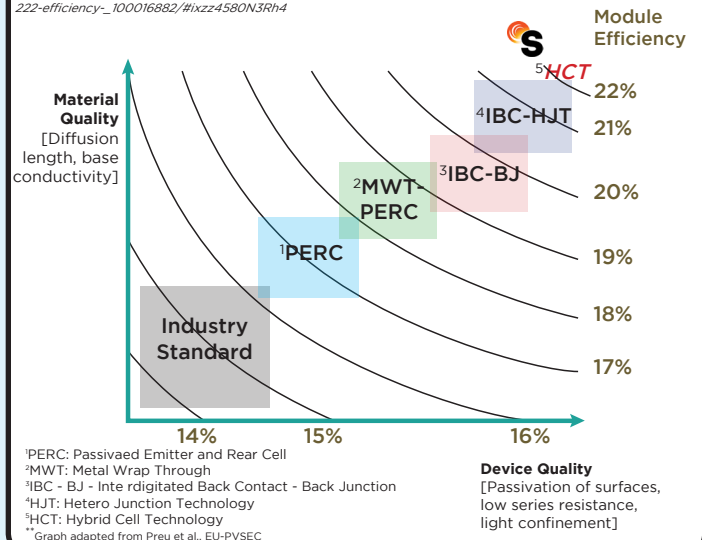 222-efficiency-_100016882/#ixzz4580N3Rh4
Module
Efficiency
S
⁵HCT
22%
Material
Quality
[Diffusion
length, base
conductivity]
⁴IBC-HJT
21%
³IBC-BJ
20%
²MWT-
PERC
19%
¹PERC
18%
Industry
Standard
17%
14%
15%
16%
¹PERC: Passivaed Emitter and Rear Cell
²MWT: Metal Wrap Through
³IBC - BJ - Inte rdigitated Back Contact - Back Junction
⁴HJT: Hetero Junction Technology
⁵HCT: Hybrid Cell Technology
**Graph adapted from Preu et al., EU-PVSEC
Device Quality
[Passivation of surfaces,
low series resistance,
light confinement]